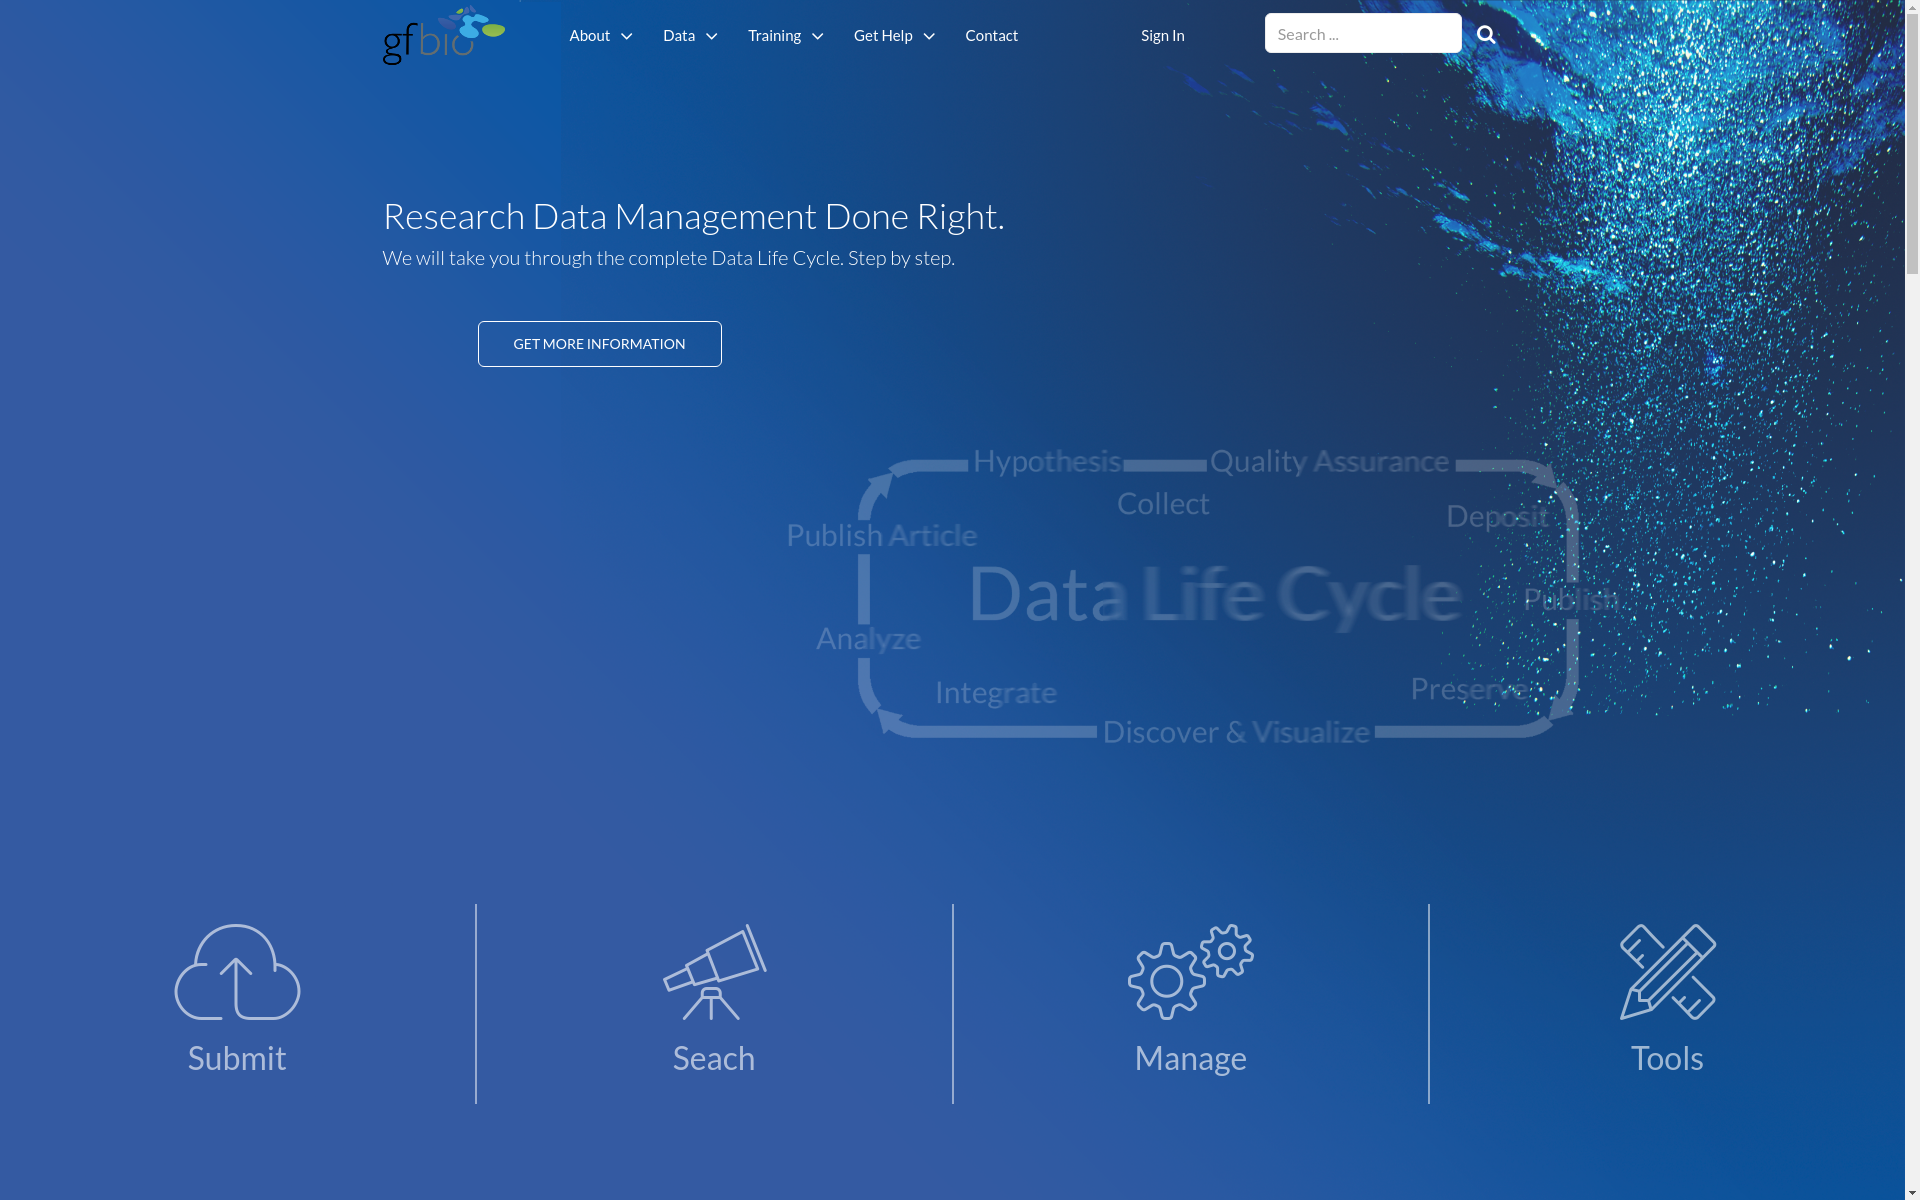 gfbio
About
Data
Training
Get Help
Contact
Sign In
Search ...
Research Data Management Done Right.
We will take you through the complete Data Life Cycle. Step by step.
GET MORE INFORMATION
Hypothesis
Quality Assurance
Collect
Deposit
Publish Article
Data Life Cycle
Publish
Analyze
Integrate
Preserve
Discover & Visualize
Submit
Seach
Manage
Tools